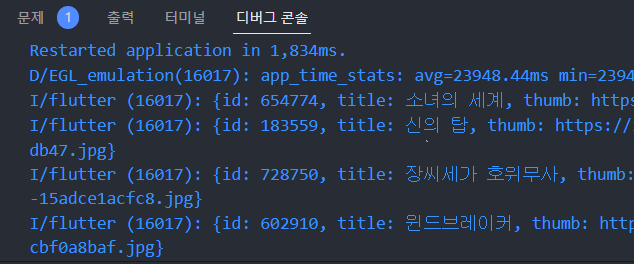 문제 1 출력 터미널 디버그 콘솔
Restarted application in 1,834ms.
D/EGL_emulation(16017): app_time_stats: avg=23948.44ms min=2394
I/flutter (16017): {id: 654774, title: 소녀의 세계, thumb: https
I/flutter (16017): {id: 183559, title: 신의 탑, thumb: https://
db47.jpg}
I/flutter (16017): {id: 728750, title: 장씨세가 호위무사, thumb:
-15adce1acfc8.jpg}
I/flutter (16017): {id: 602910, title: 윈드브레이커, thumb: http
cbf0a8baf.jpg}